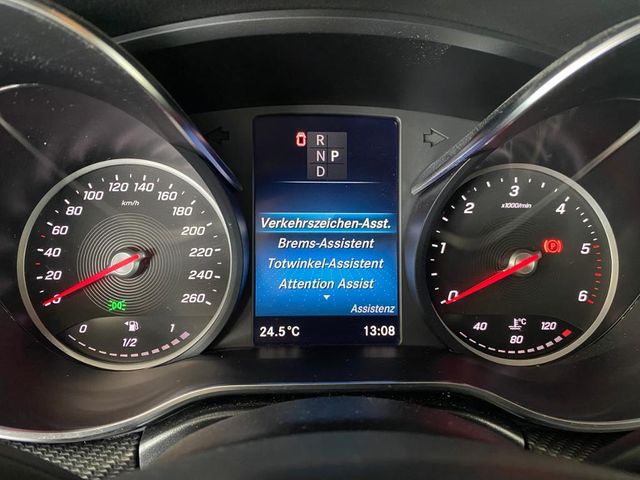 R
N P
D
Verkehrszeichen-Asst.
Brems-Assistent
Totwinkel-Assistent
Attention Assist
Assistenz
24.5°C 13:08
0
20
40
60
80
100
120
140
160
180
200
220
240
260
km/h
0 1/2 1
0
1
2
3
4
5
6
x1000/min
P
°C
40 80 120